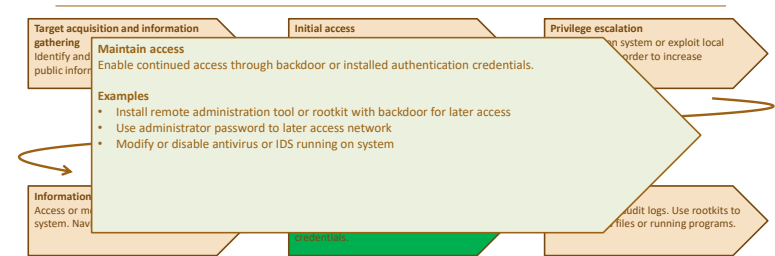 Target acquisition and information
gathering
Identify and
public inform
Initial access
Privilege escalation
on system or exploit local
order to increase
Maintain access
Enable continued access through backdoor or installed authentication credentials.
Examples
• Install remote administration tool or rootkit with backdoor for later access
• Use administrator password to later access network
• Modify or disable antivirus or IDS running on system
Information
Access or m
system. Nav
credentials.
audit logs. Use rootkits to
files or running programs.